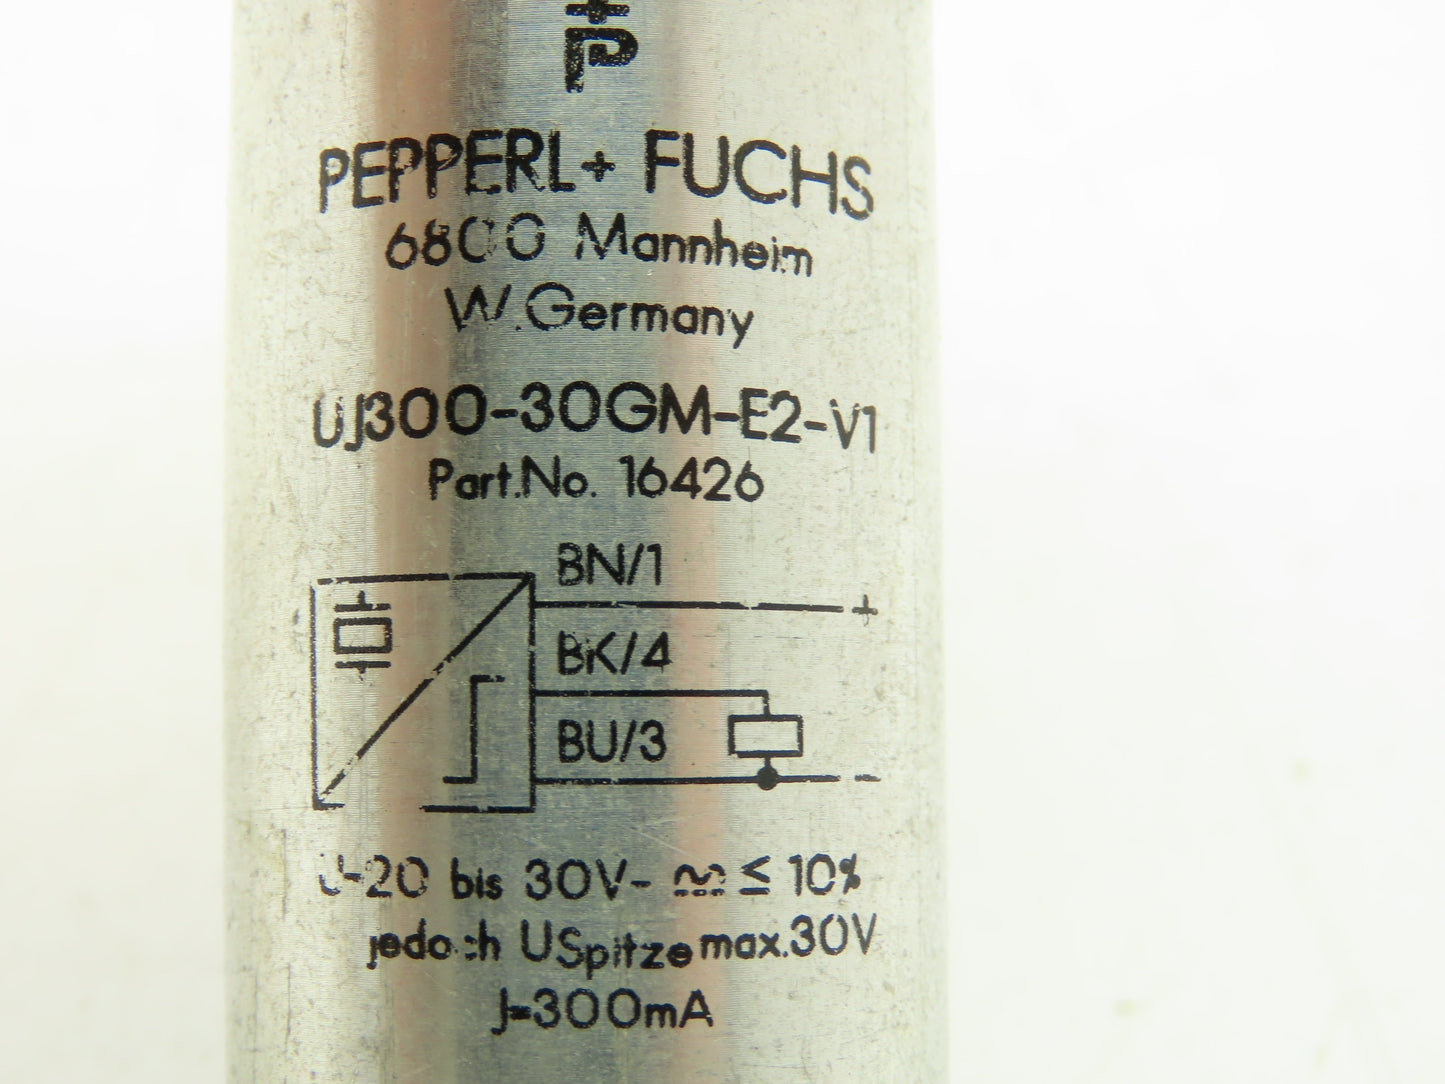 PEPPERL+ FUCHS
6800 Mannheim
W.Germany
UJ300-30GM-E2-V1
Part.No. 16426
BN/1
+
BK/4
BU/3
-
U=20 bis 30V- ≤ 10%
jedoch USpitze max.30V
J=300mA